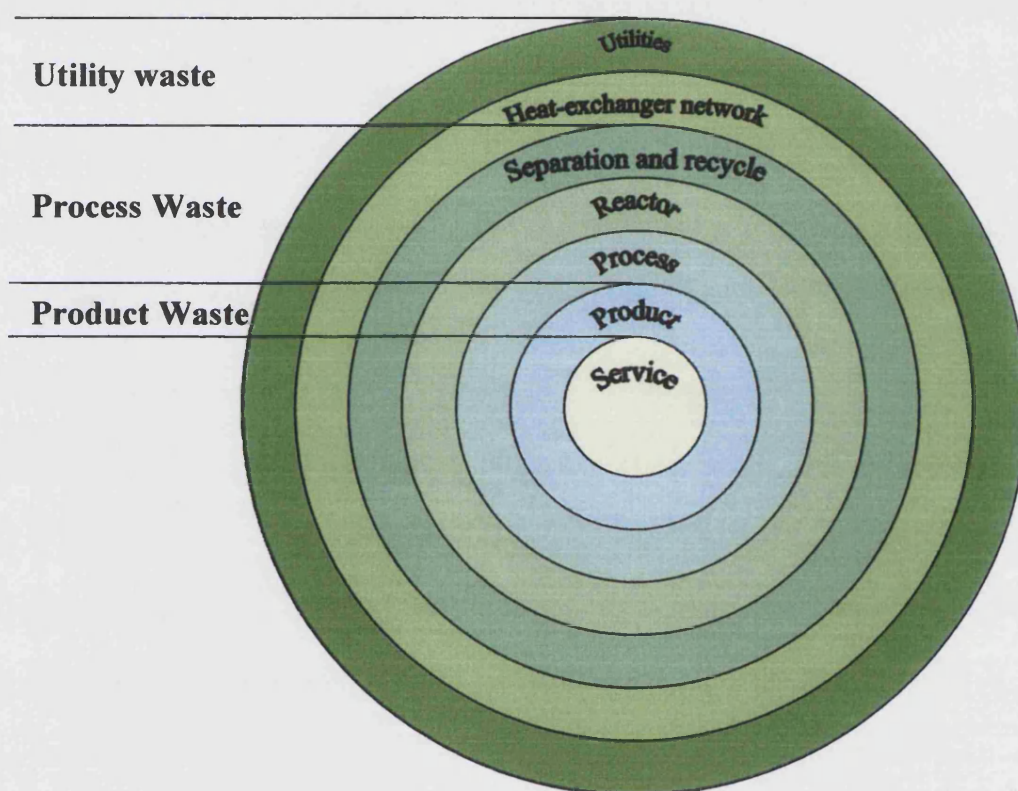 Utilities
Utility waste
Heat-exchanger network
Separation and recycle
Process Waste
Reactor
Process
Product Waste
Product
Service